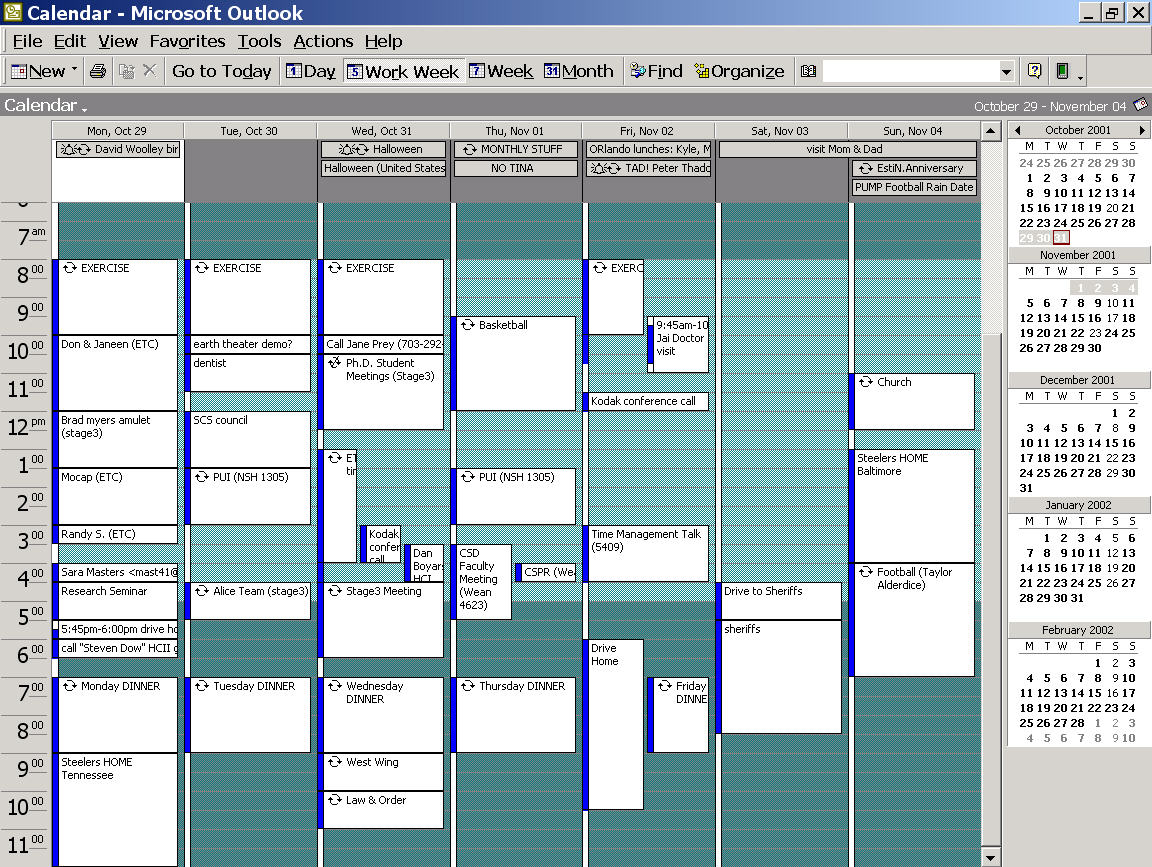 Calendar - Microsoft Outlook
File Edit View Favorites Tools Actions Help
New Go to Today 1 Day 5 Work Week 7 Week 31 Month Find Organize
Calendar October 29 - November 04
Mon, Oct 29 Tue, Oct 30 Wed, Oct 31 Thu, Nov 01 Fri, Nov 02 Sat, Nov 03 Sun, Nov 04
David Woolley bir
Halloween
Halloween (United States
MONTHLY STUFF
NO TINA
ORlando lunches: Kyle, M
TAD! Peter Thadd
visit Mom & Dad
EstiN.Anniversary
PUMP Football Rain Date
7 am
8 00
9 00
10 00
11 00
12 pm
1 00
2 00
3 00
4 00
5 00
6 00
7 00
8 00
9 00
10 00
11 00
EXERCISE
Don & Janeen (ETC)
Brad myers amulet
(stage3)
Mocap (ETC)
Randy S. (ETC)
Sara Masters <mast41@
Research Seminar
5:45pm-6:00pm drive ho
call "Steven Dow" HCII g
Monday DINNER
Steelers HOME
Tennessee
EXERCISE
earth theater demo?
dentist
SCS council
PUI (NSH 1305)
Alice Team (stage3)
Tuesday DINNER
EXERCISE
Call Jane Prey (703-292-
Ph.D. Student
Meetings (Stage3)
ET
tir
Kodak
confer
call
Dan
Boyars
HCI
Stage3 Meeting
Wednesday
DINNER
West Wing
Law & Order
Basketball
PUI (NSH 1305)
CSD
Faculty
Meeting
(Wean
4623)
CSPR (Wea
Thursday DINNER
EXERC
9:45am-10
Jai Doctor
visit
Kodak conference call
Time Management Talk
(5409)
Drive
Home
Friday
DINNE
Drive to Sheriffs
sheriffs
Church
Steelers HOME
Baltimore
Football (Taylor
Alderdice)
October 2001
M T W T F S S
24 25 26 27 28 29 30
1 2 3 4 5 6 7
8 9 10 11 12 13 14
15 16 17 18 19 20 21
22 23 24 25 26 27 28
29 30 31
November 2001
M T W T F S S
1 2 3 4
5 6 7 8 9 10 11
12 13 14 15 16 17 18
19 20 21 22 23 24 25
26 27 28 29 30
December 2001
M T W T F S S
1 2
3 4 5 6 7 8 9
10 11 12 13 14 15 16
17 18 19 20 21 22 23
24 25 26 27 28 29 30
31
January 2002
M T W T F S S
1 2 3 4 5 6
7 8 9 10 11 12 13
14 15 16 17 18 19 20
21 22 23 24 25 26 27
28 29 30 31
February 2002
M T W T F S S
1 2 3
4 5 6 7 8 9 10
11 12 13 14 15 16 17
18 19 20 21 22 23 24
25 26 27 28 1 2 3
4 5 6 7 8 9 10